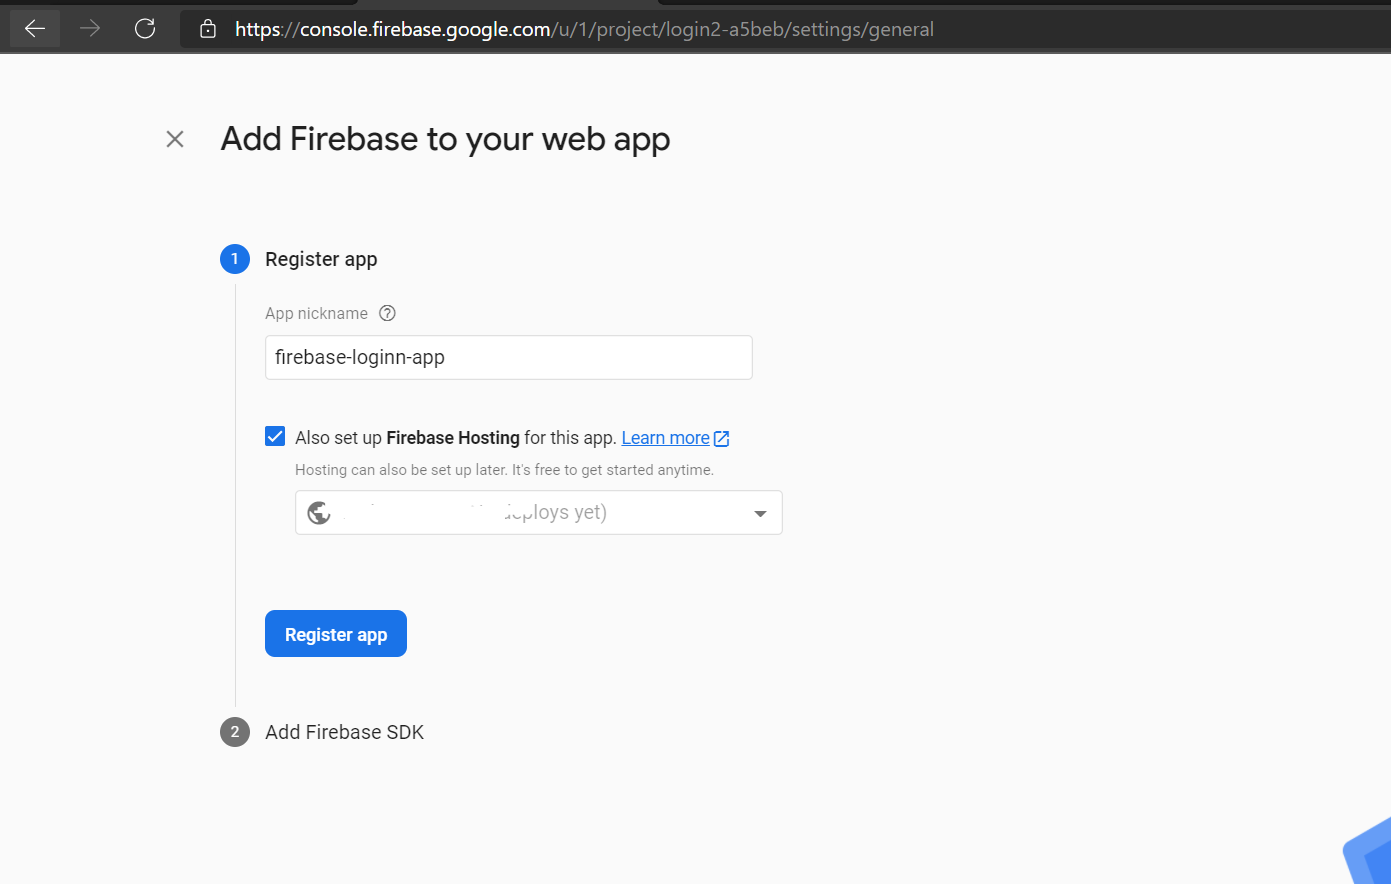 https://console.firebase.google.com/u/1/project/login2-a5beb/settings/general
Add Firebase to your web app
1 Register app
App nickname ?
firebase-loginn-app
Also set up Firebase Hosting for this app. Learn more
Hosting can also be set up later. It's free to get started anytime.
deploys yet)
Register app
2 Add Firebase SDK